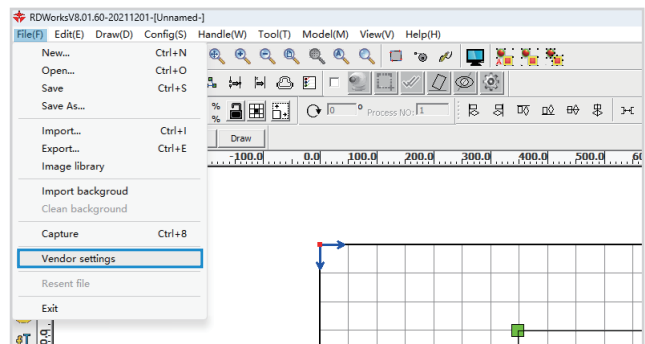 RDWorksV8.01.60-20211201-[Unnamed-]
File(F) Edit(E) Draw(D) Config(S) Handle(W) Tool(T) Model(M) View(V) Help(H)
New... Ctrl+N
Open... Ctrl+O
Save Ctrl+S
Save As...
% % 0 ° Process NO: 1
Import... Ctrl+I
Export... Ctrl+E
Draw
Image library
-100.0 0.0 100.0 200.0 300.0 400.0 500.0
Import backgroud
Clean background
Capture Ctrl+8
Vendor settings
Resent file
Exit